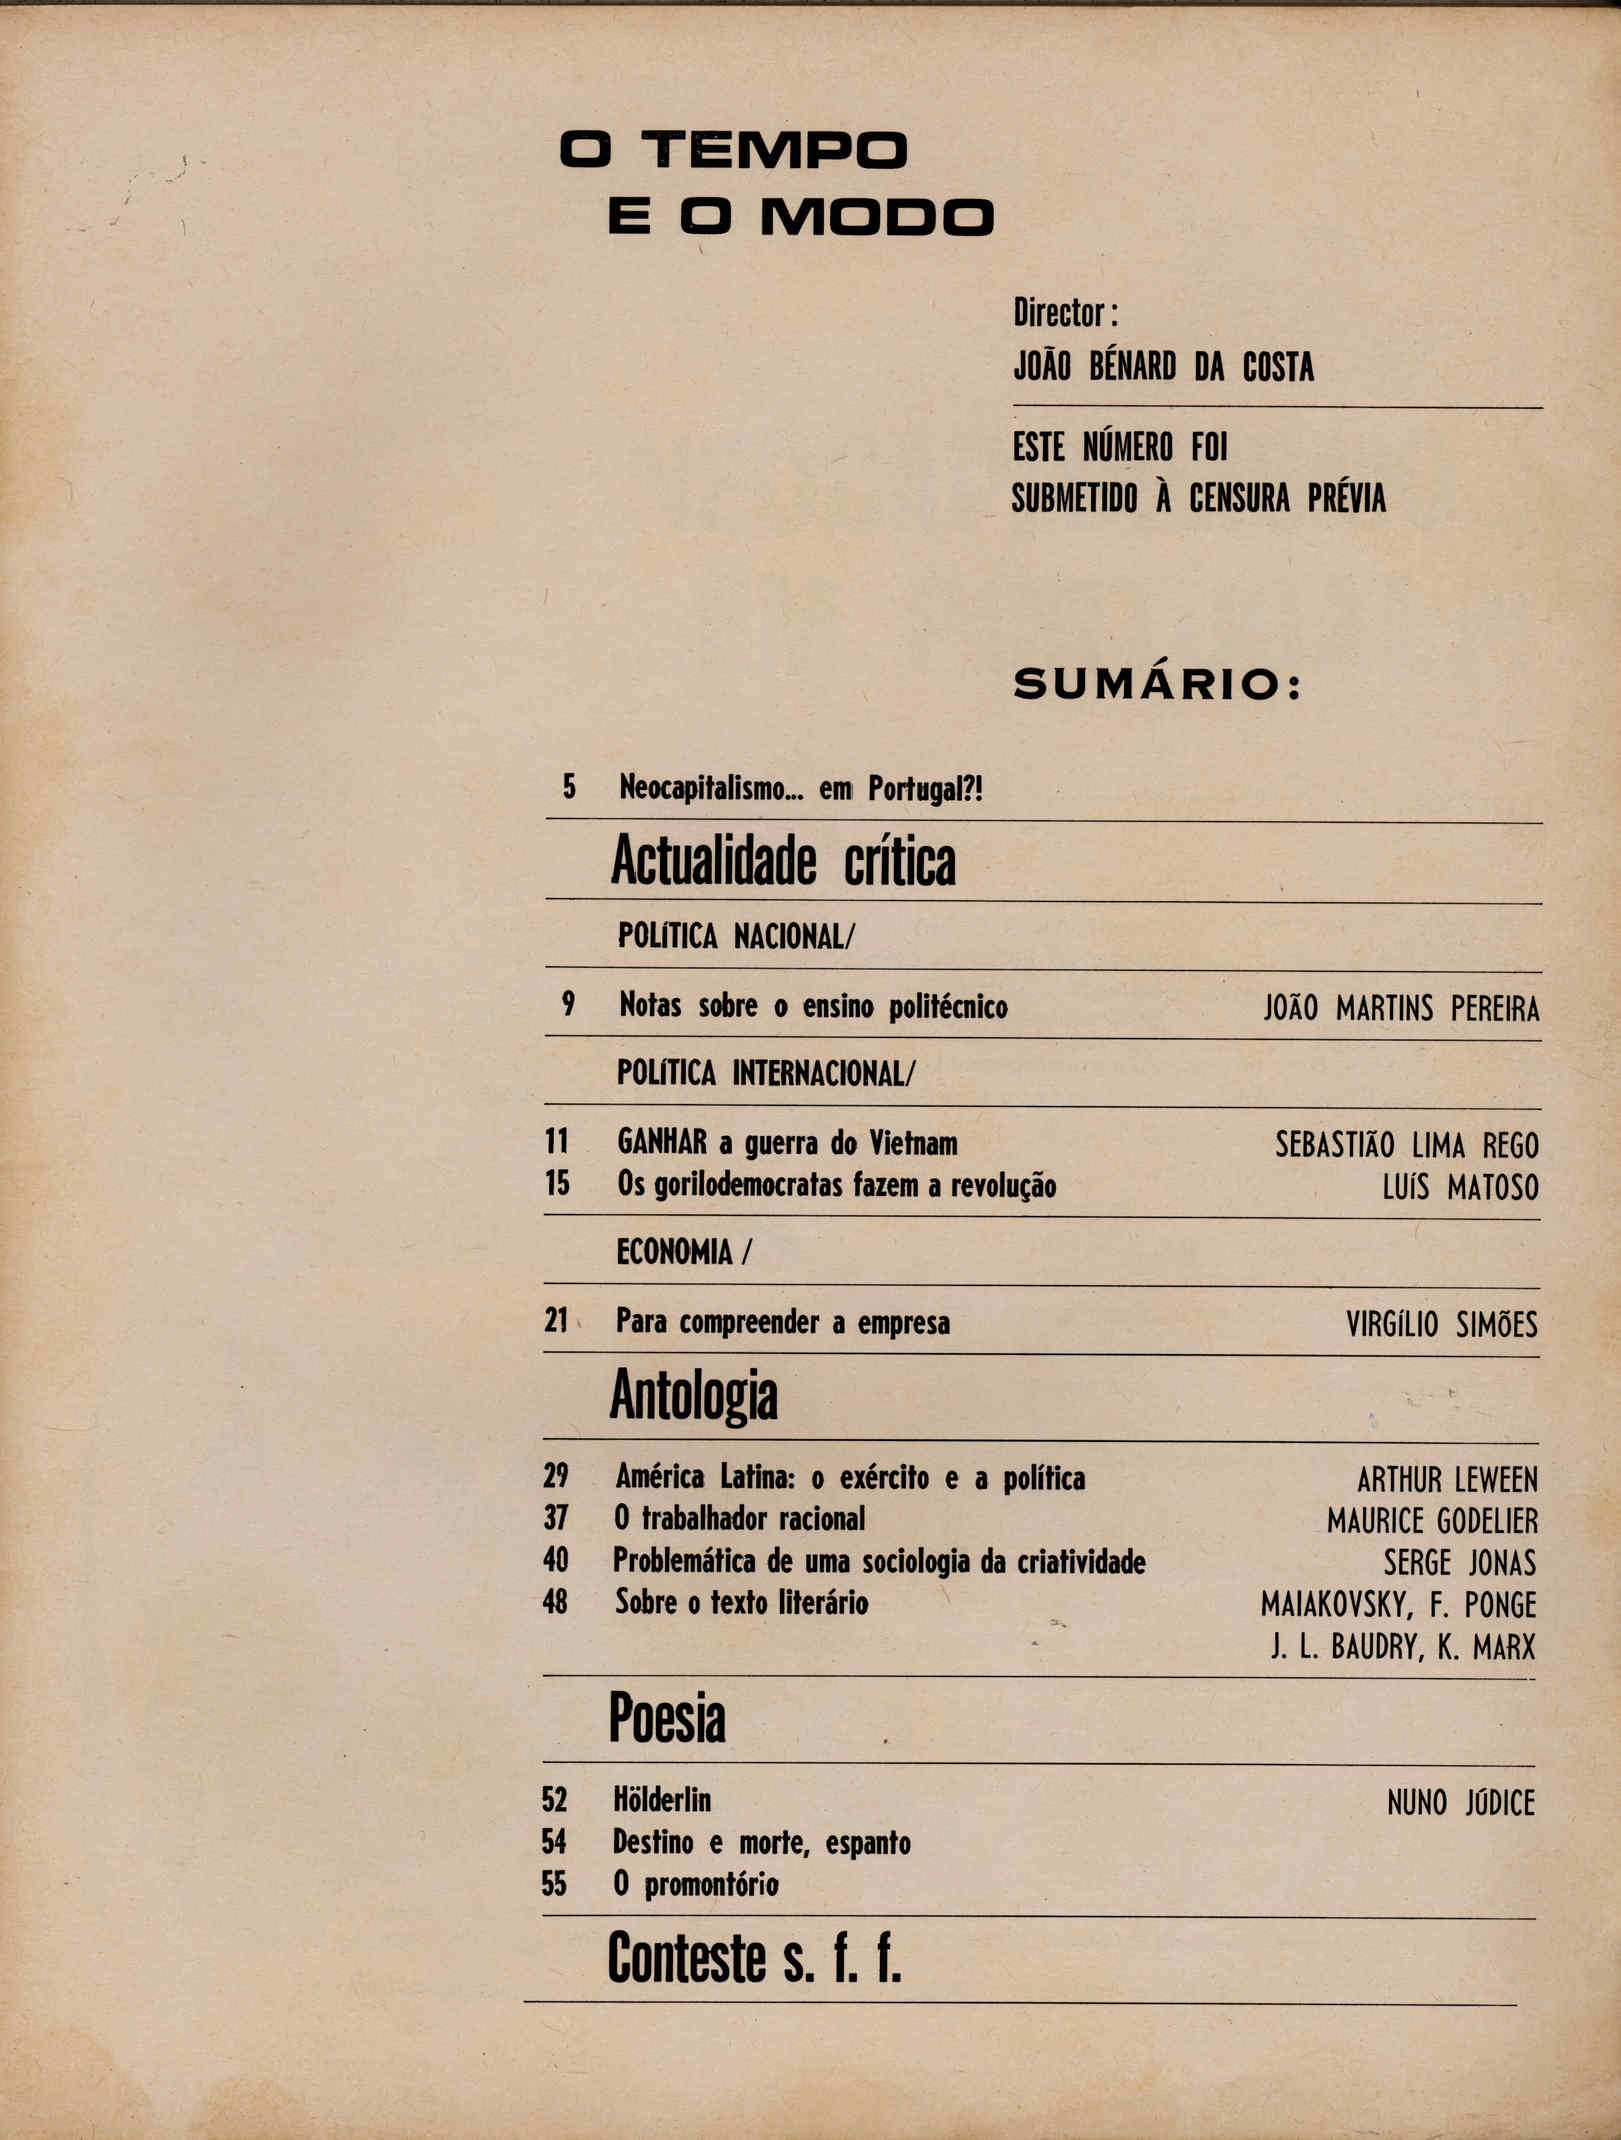 O TEMPO
E O MODO
Director:
JOÃO BÉNARD DA COSTA
ESTE NÚMERO FOI
SUBMETIDO À CENSURA PRÉVIA
SUMÁRIO:
5 Neocapitalismo... em Portugal?!
Actualidade crítica
POLÍTICA NACIONAL/
9 Notas sobre o ensino politécnico JOÃO MARTINS PEREIRA
POLÍTICA INTERNACIONAL/
11 GANHAR a guerra do Vietnam SEBASTIÃO LIMA REGO
15 Os gorilodemocratas fazem a revolução LUÍS MATOSO
ECONOMIA /
21 Para compreender a empresa VIRGÍLIO SIMÕES
Antologia
29 América Latina: o exército e a política ARTHUR LEWEEN
37 O trabalhador racional MAURICE GODELIER
40 Problemática de uma sociologia da criatividade SERGE JONAS
48 Sobre o texto literário MAIAKOVSKY, F. PONGE
J. L. BAUDRY, K. MARX
Poesia
52 Hölderlin NUNO JÚDICE
54 Destino e morte, espanto
55 O promontório
Conteste s. f. f.